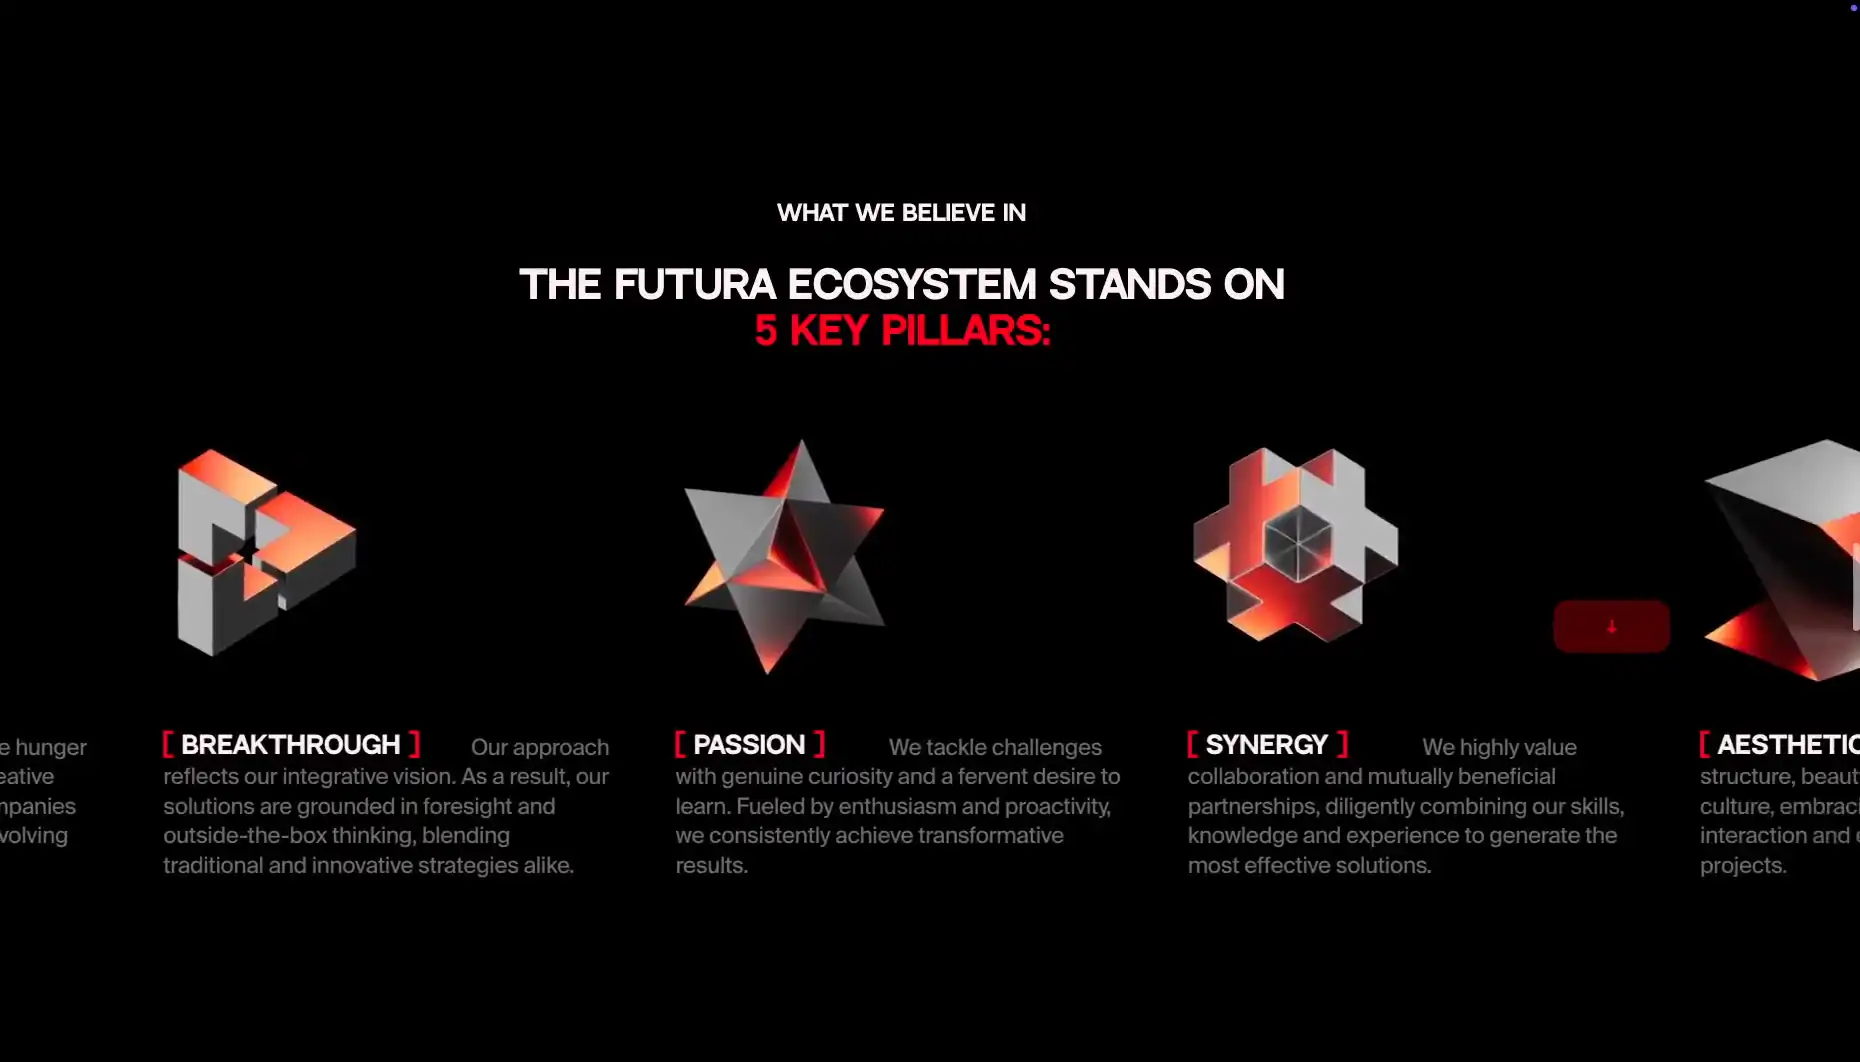 WHAT WE BELIEVE IN
THE FUTURA ECOSYSTEM STANDS ON
5 KEY PILLARS:
hunger
mpanies
[ BREAKTHROUGH ] Our approach
reflects our integrative vision. As a result, our
solutions are grounded in foresight and
outside-the-box thinking, blending
traditional and innovative strategies alike.
[ PASSION ] We tackle challenges
with genuine curiosity and a fervent desire to
learn. Fueled by enthusiasm and proactivity,
we consistently achieve transformative
results.
↓
[ SYNERGY ] We highly value
collaboration and mutually beneficial
partnerships, diligently combining our skills,
knowledge and experience to generate the
most effective solutions.
[ AESTHETIC
structure, beaut
culture, embraci
interaction and
projects.